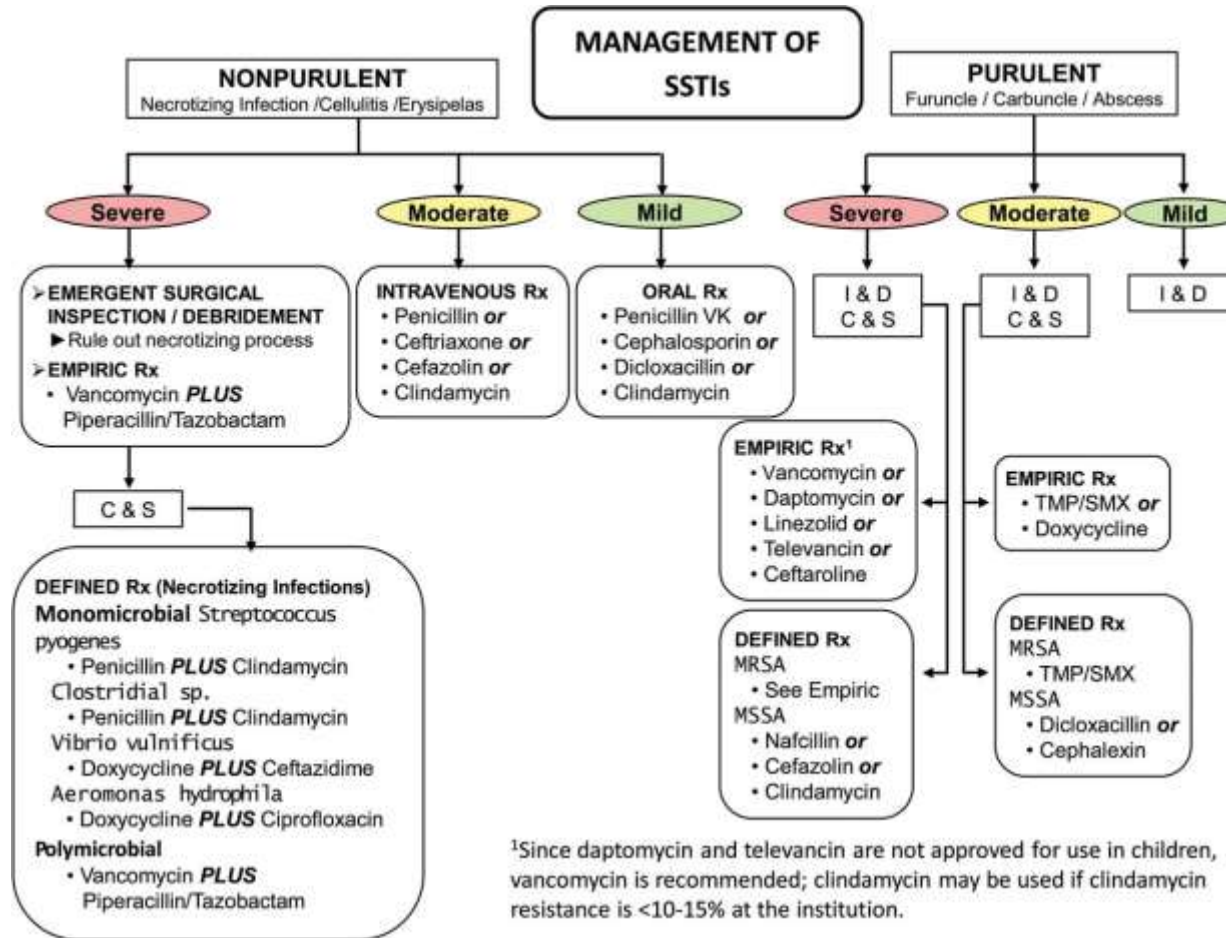 MANAGEMENT OF
SSTIs
NONPURULENT
Necrotizing Infection /Cellulitis /Erysipelas
Severe
Moderate
Mild
➢EMERGENT SURGICAL
INSPECTION / DEBRIDEMENT
►Rule out necrotizing process
➢EMPIRIC Rx
• Vancomycin PLUS
Piperacillin/Tazobactam
C & S
DEFINED Rx (Necrotizing Infections)
Monomicrobial Streptococcus
pyogenes
• Penicillin PLUS Clindamycin
Clostridial sp.
• Penicillin PLUS Clindamycin
Vibrio vulnificus
• Doxycycline PLUS Ceftazidime
Aeromonas hydrophila
• Doxycycline PLUS Ciprofloxacin
Polymicrobial
• Vancomycin PLUS
Piperacillin/Tazobactam
INTRAVENOUS Rx
• Penicillin or
• Ceftriaxone or
• Cefazolin or
• Clindamycin
ORAL Rx
• Penicillin VK or
• Cephalosporin or
• Dicloxacillin or
• Clindamycin
PURULENT
Furuncle / Carbuncle / Abscess
Severe
Moderate
Mild
I & D
C & S
I & D
C & S
I & D
EMPIRIC Rx¹
• Vancomycin or
• Daptomycin or
• Linezolid or
• Televancin or
• Ceftaroline
DEFINED Rx
MRSA
• See Empiric
MSSA
• Nafcillin or
• Cefazolin or
• Clindamycin
EMPIRIC Rx
• TMP/SMX or
• Doxycycline
DEFINED Rx
MRSA
• TMP/SMX
MSSA
• Dicloxacillin or
• Cephalexin
¹Since daptomycin and televancin are not approved for use in children,
vancomycin is recommended; clindamycin may be used if clindamycin
resistance is <10-15% at the institution.